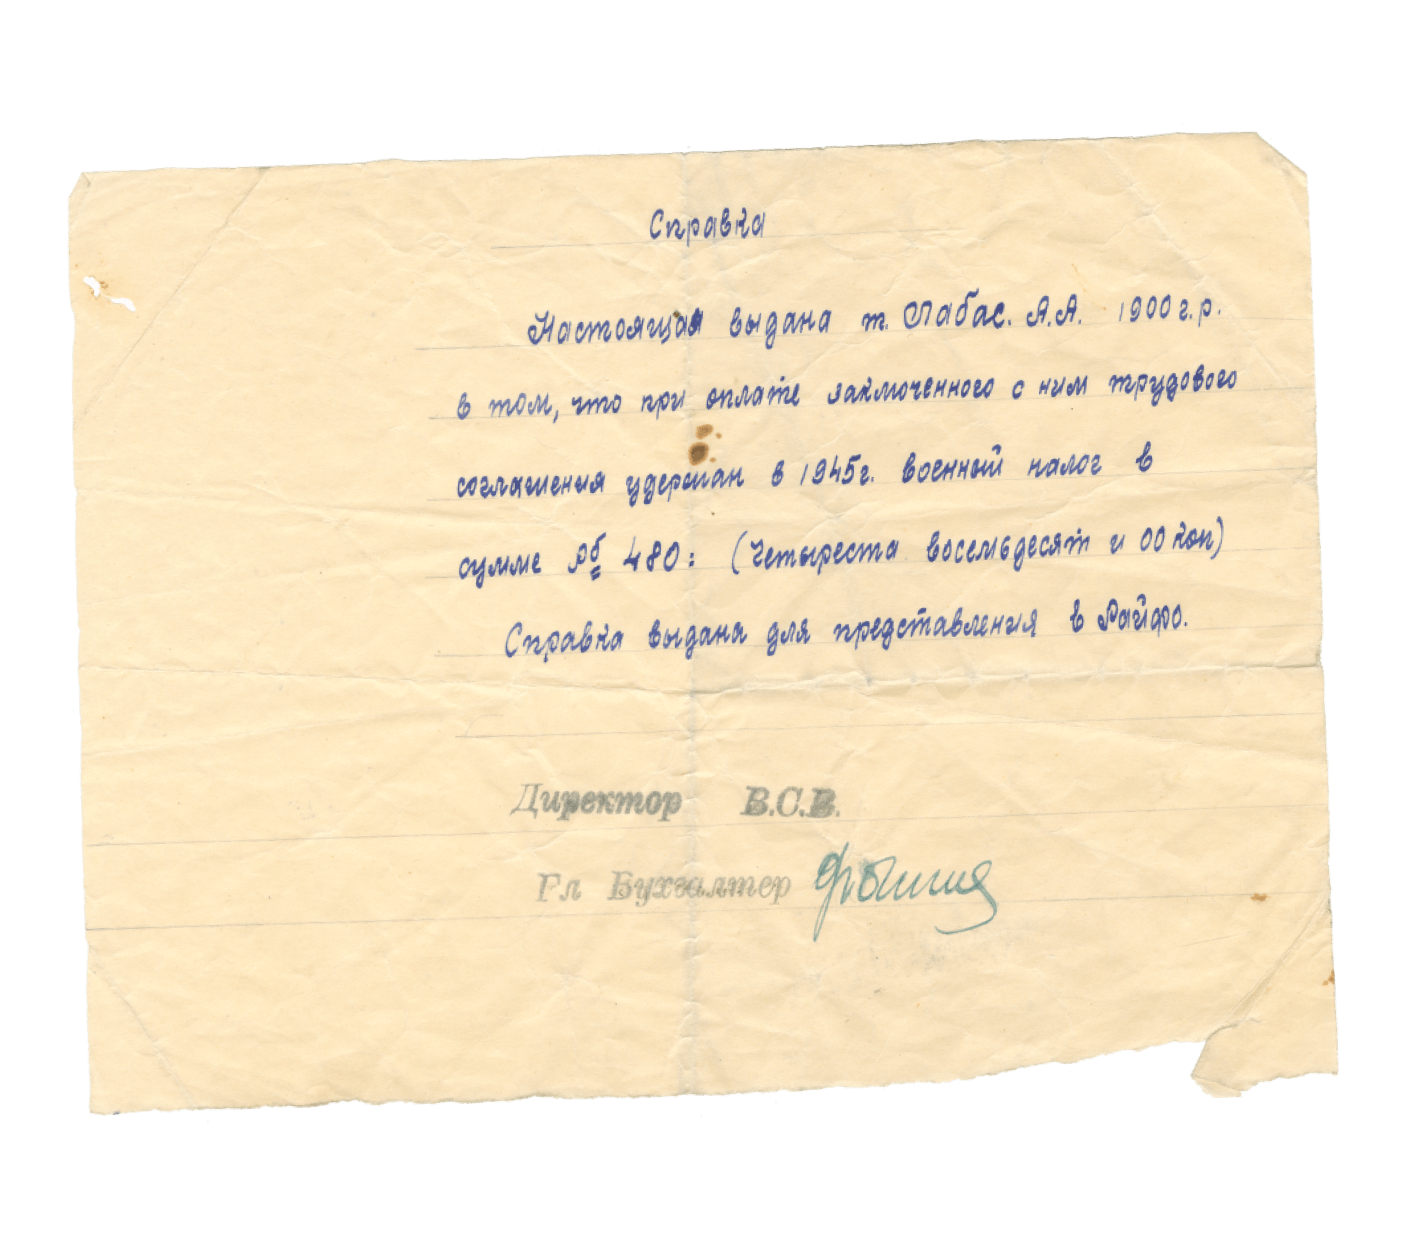 Справка
Настоящая выдана т. Лабас. А.А. 1900 г.р.
в том, что при оплате заключенного с ним трудового
соглашения удержан в 1945 г. военный налог в
сумме Рб 480: (Четыреста восемьдесят и 00 коп)
Справка выдана для представления в Райфо.
Директор В.С.В.
Гл Бухгалтер